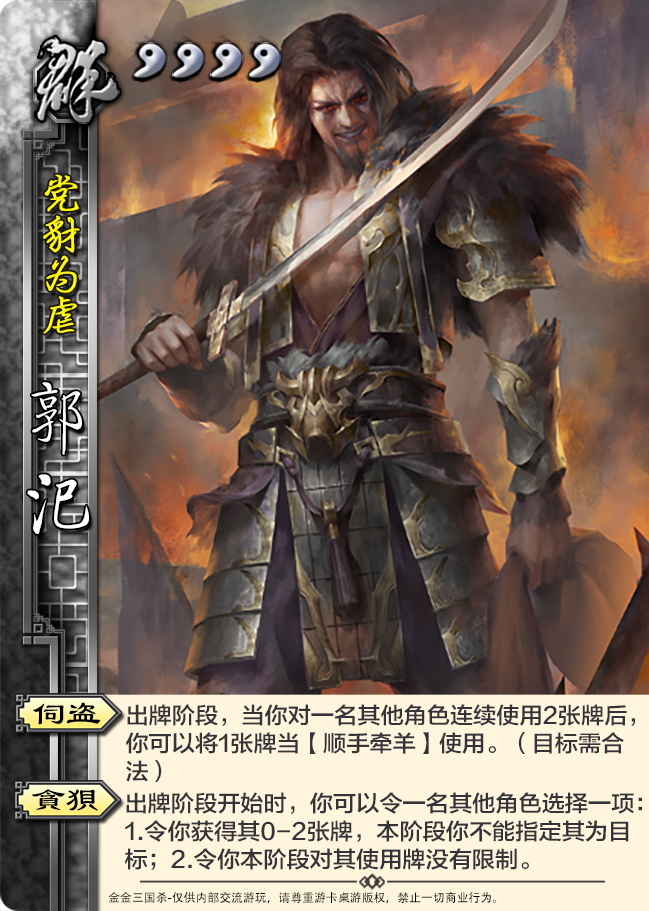 群
党豺为虐
郭汜
伺盗
出牌阶段，当你对一名其他角色连续使用2张牌后，
你可以将1张牌当【顺手牵羊】使用。（目标需合
法）
貪狽
出牌阶段开始时，你可以令一名其他角色选择一项：
1.令你获得其0-2张牌，本阶段你不能指定其为目
标；2.令你本阶段对其使用牌没有限制。
金金三国杀-仅供内部交流游玩，请尊重游卡桌游版权，禁止一切商业行为。